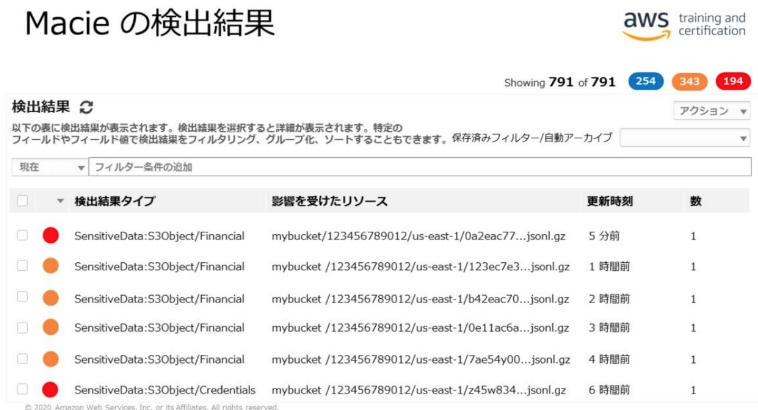 Macie の検出結果
aws training and
certification
Showing 791 of 791 254 343 194
検出結果
アクション
以下の表に検出結果が表示されます。検出結果を選択すると詳細が表示されます。特定の
フィールドやフィールド値で検出結果をフィルタリング、グループ化、ソートすることもできます。 保存済みフィルター/自動アーカイブ
現在 フィルター条件の追加
検出結果タイプ 影響を受けたリソース 更新時刻 数
SensitiveData:S3Object/Financial mybucket/123456789012/us-east-1/0a2eac77...jsonl.gz 5 分前 1
SensitiveData:S3Object/Financial mybucket /123456789012/us-east-1/123ec7e3...jsonl.gz 1 時間前 1
SensitiveData:S3Object/Financial mybucket /123456789012/us-east-1/b42eac70...jsonl.gz 2 時間前 1
SensitiveData:S3Object/Financial mybucket /123456789012/us-east-1/0e11ac6a...jsonl.gz 3 時間前 1
SensitiveData:S3Object/Financial mybucket /123456789012/us-east-1/7ae54y00...jsonl.gz 4 時間前 1
SensitiveData:S3Object/Credentials mybucket /123456789012/us-east-1/z45w834...jsonl.gz 6 時間前 1
© 2020 Amazon Web Services, Inc. or its Affiliates. All rights reserved.